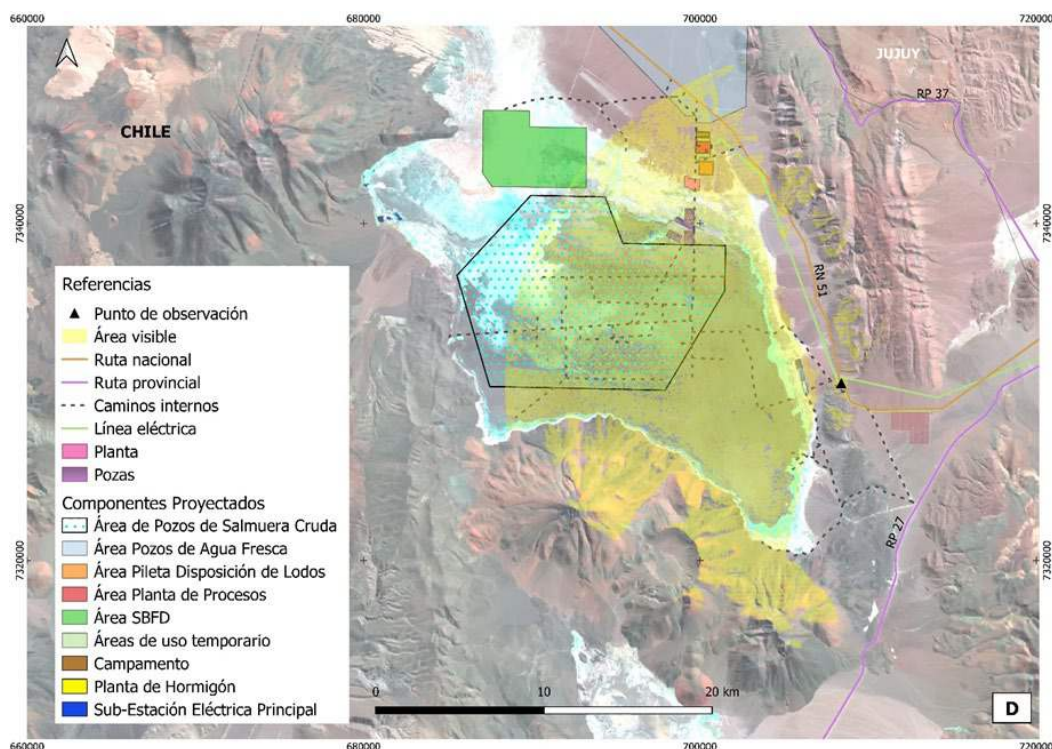 660000
680000
700000
720000
JUJUY
RP 37
CHILE
7340000
7340000
RN 51
Referencias
Punto de observación
Área visible
Ruta nacional
Ruta provincial
Caminos internos
Línea eléctrica
Planta
Pozas
Componentes Proyectados
Área de Pozos de Salmuera Cruda
Área Pozos de Agua Fresca
Área Pileta Disposición de Lodos
Área Planta de Procesos
Área SBFD
Áreas de uso temporario
Campamento
Planta de Hormigón
Sub-Estación Eléctrica Principal
RP 27
7320000
7320000
0
10
20 km
D
660000
680000
700000
720000